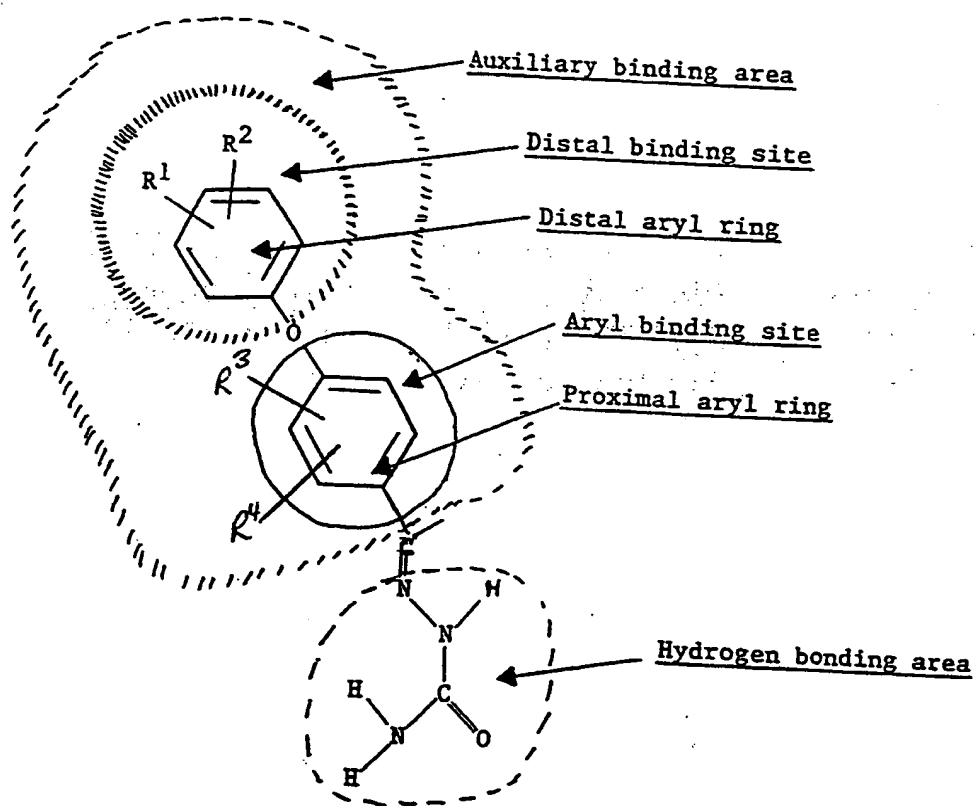 Auxiliary binding area
Distal binding site
R²
R¹
Distal aryl ring
O
Aryl binding site
R³
Proximal aryl ring
R⁴
N
H
N
Hydrogen bonding area
H
C
N
O
H